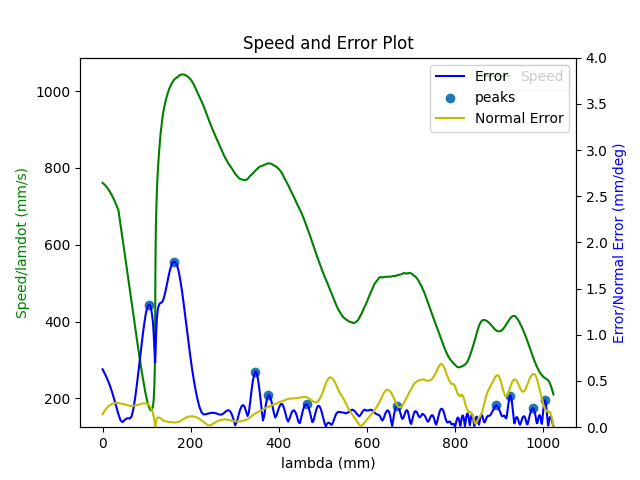 Speed and Error Plot
Error
Speed
peaks
Normal Error
Speed/lamdot (mm/s)
1000
800
600
400
200
4.0
3.5
3.0
2.5
2.0
1.5
1.0
0.5
0.0
Error/Normal Error (mm/deg)
0
200
400
600
800
1000
lambda (mm)